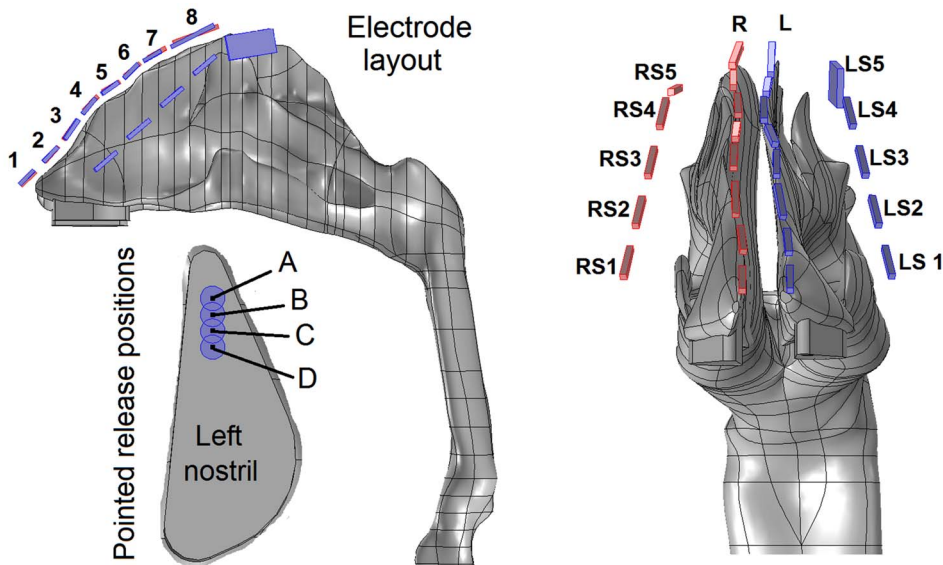 8
7
6
5
4
3
2
1
Electrode
layout
A
B
C
D
Left
nostril
Pointed release positions
R L
RS5
RS4
RS3
RS2
RS1
LS5
LS4
LS3
LS2
LS 1